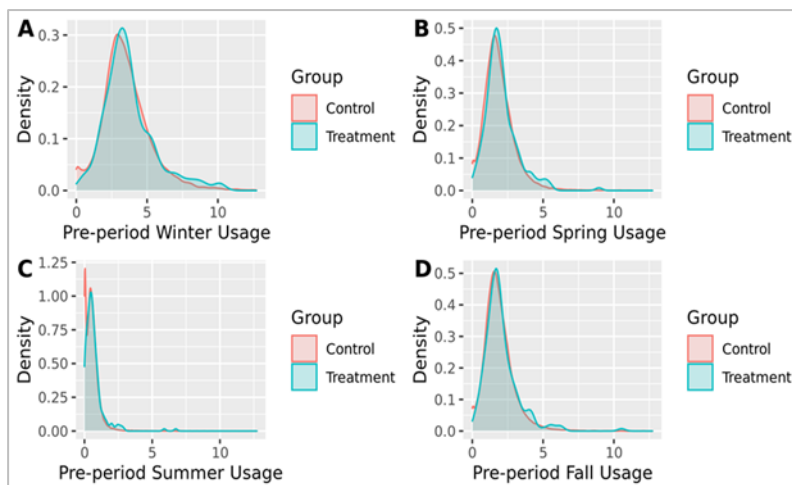 A
0.3
0.2
0.1
0.0
Density
0 5 10
Pre-period Winter Usage
Group
Control
Treatment
B
0.5
0.4
0.3
0.2
0.1
0.0
Density
0 5 10
Pre-period Spring Usage
Group
Control
Treatment
C
1.25
1.00
0.75
0.50
0.25
0.00
Density
0 5 10
Pre-period Summer Usage
Group
Control
Treatment
D
0.5
0.4
0.3
0.2
0.1
0.0
Density
0 5 10
Pre-period Fall Usage
Group
Control
Treatment